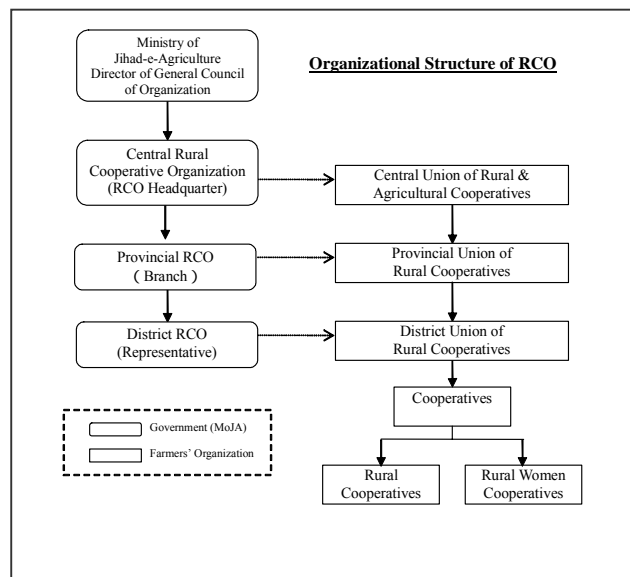 Ministry of
Jihad-e-Agriculture
Director of General Council
of Organization
Organizational Structure of RCO
Central Rural
Cooperative Organization
(RCO Headquarter)
Central Union of Rural &
Agricultural Cooperatives
Provincial RCO
( Branch )
Provincial Union of
Rural Cooperatives
District RCO
(Representative)
District Union of
Rural Cooperatives
Cooperatives
Government (MoJA)
Farmers' Organization
Rural
Cooperatives
Rural Women
Cooperatives